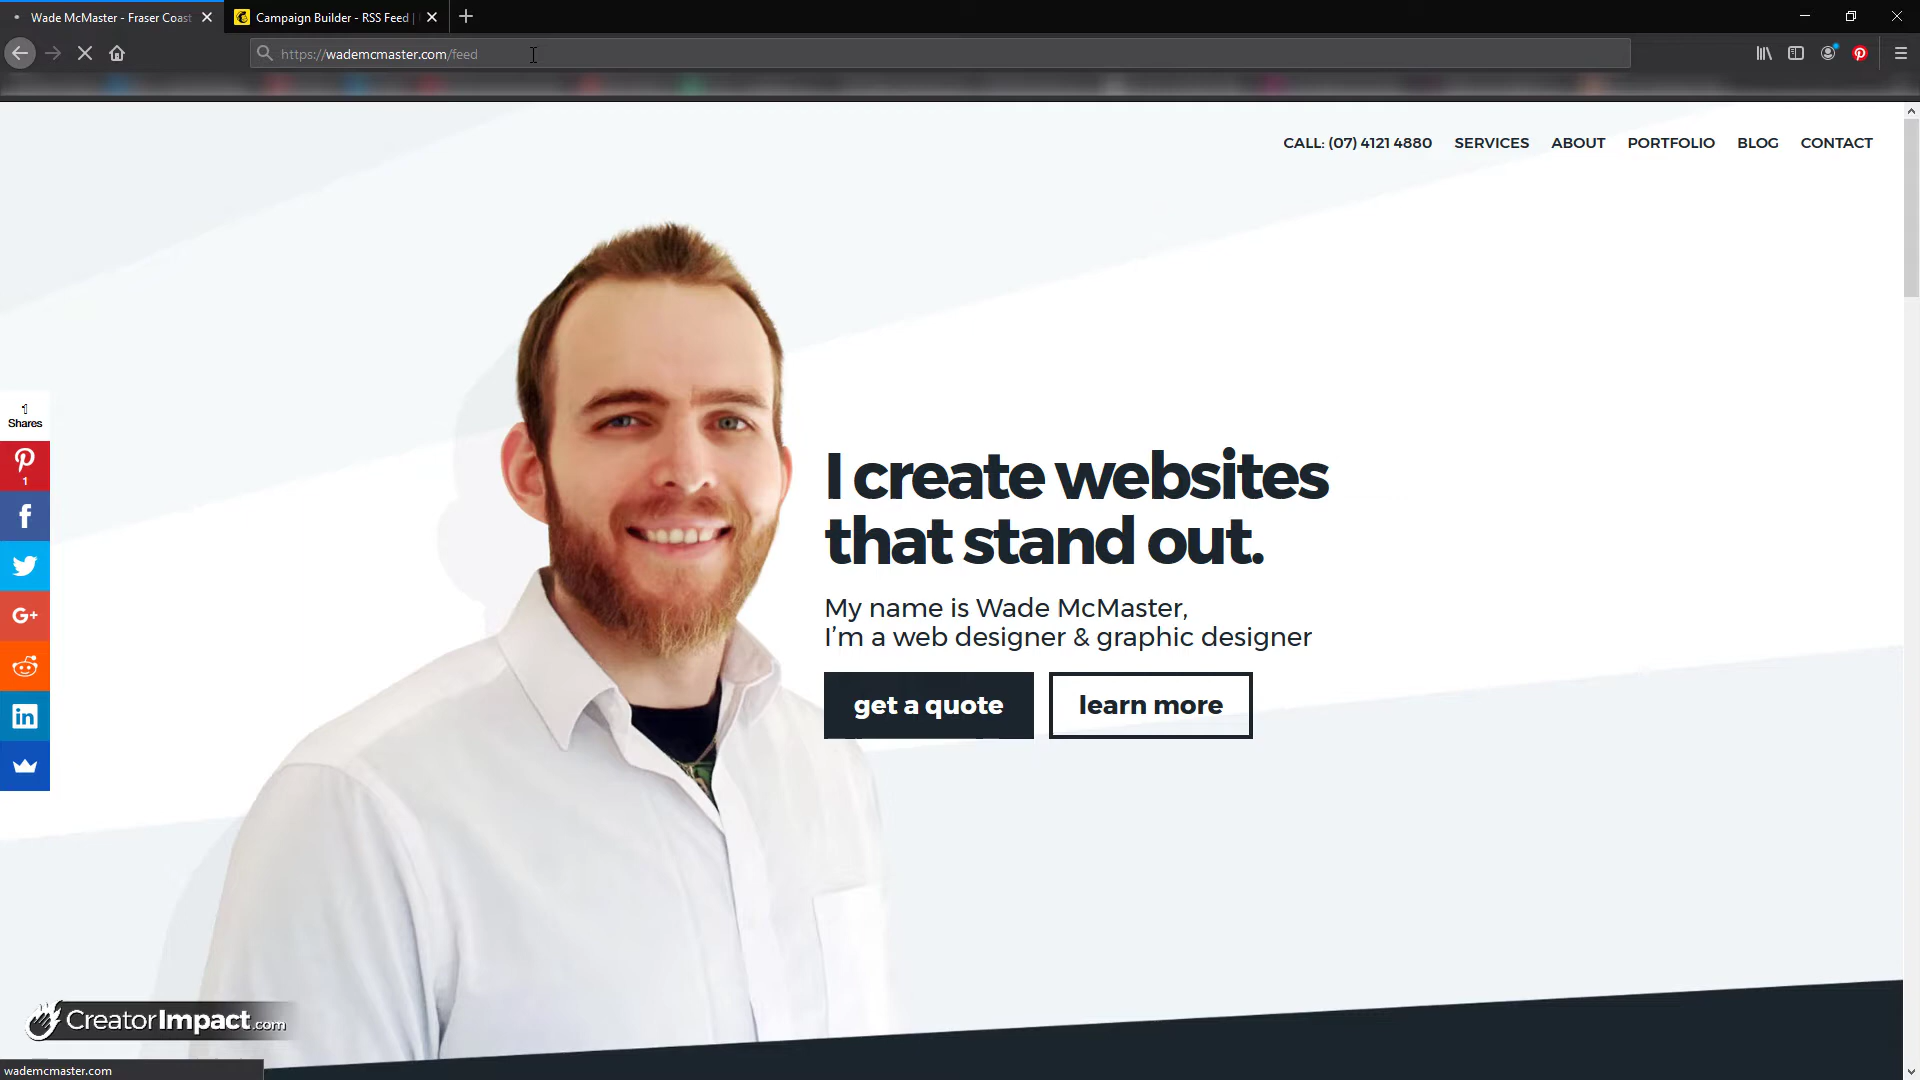 Wade McMaster - Fraser Coast
Campaign Builder - RSS Feed |
https://wademcmaster.com/feed
CALL: (07) 4121 4880 SERVICES ABOUT PORTFOLIO BLOG CONTACT
1
Shares
1
G+
in
I create websites
that stand out.
My name is Wade McMaster,
I'm a web designer & graphic designer
get a quote learn more
CreatorImpact.com
wademcmaster.com